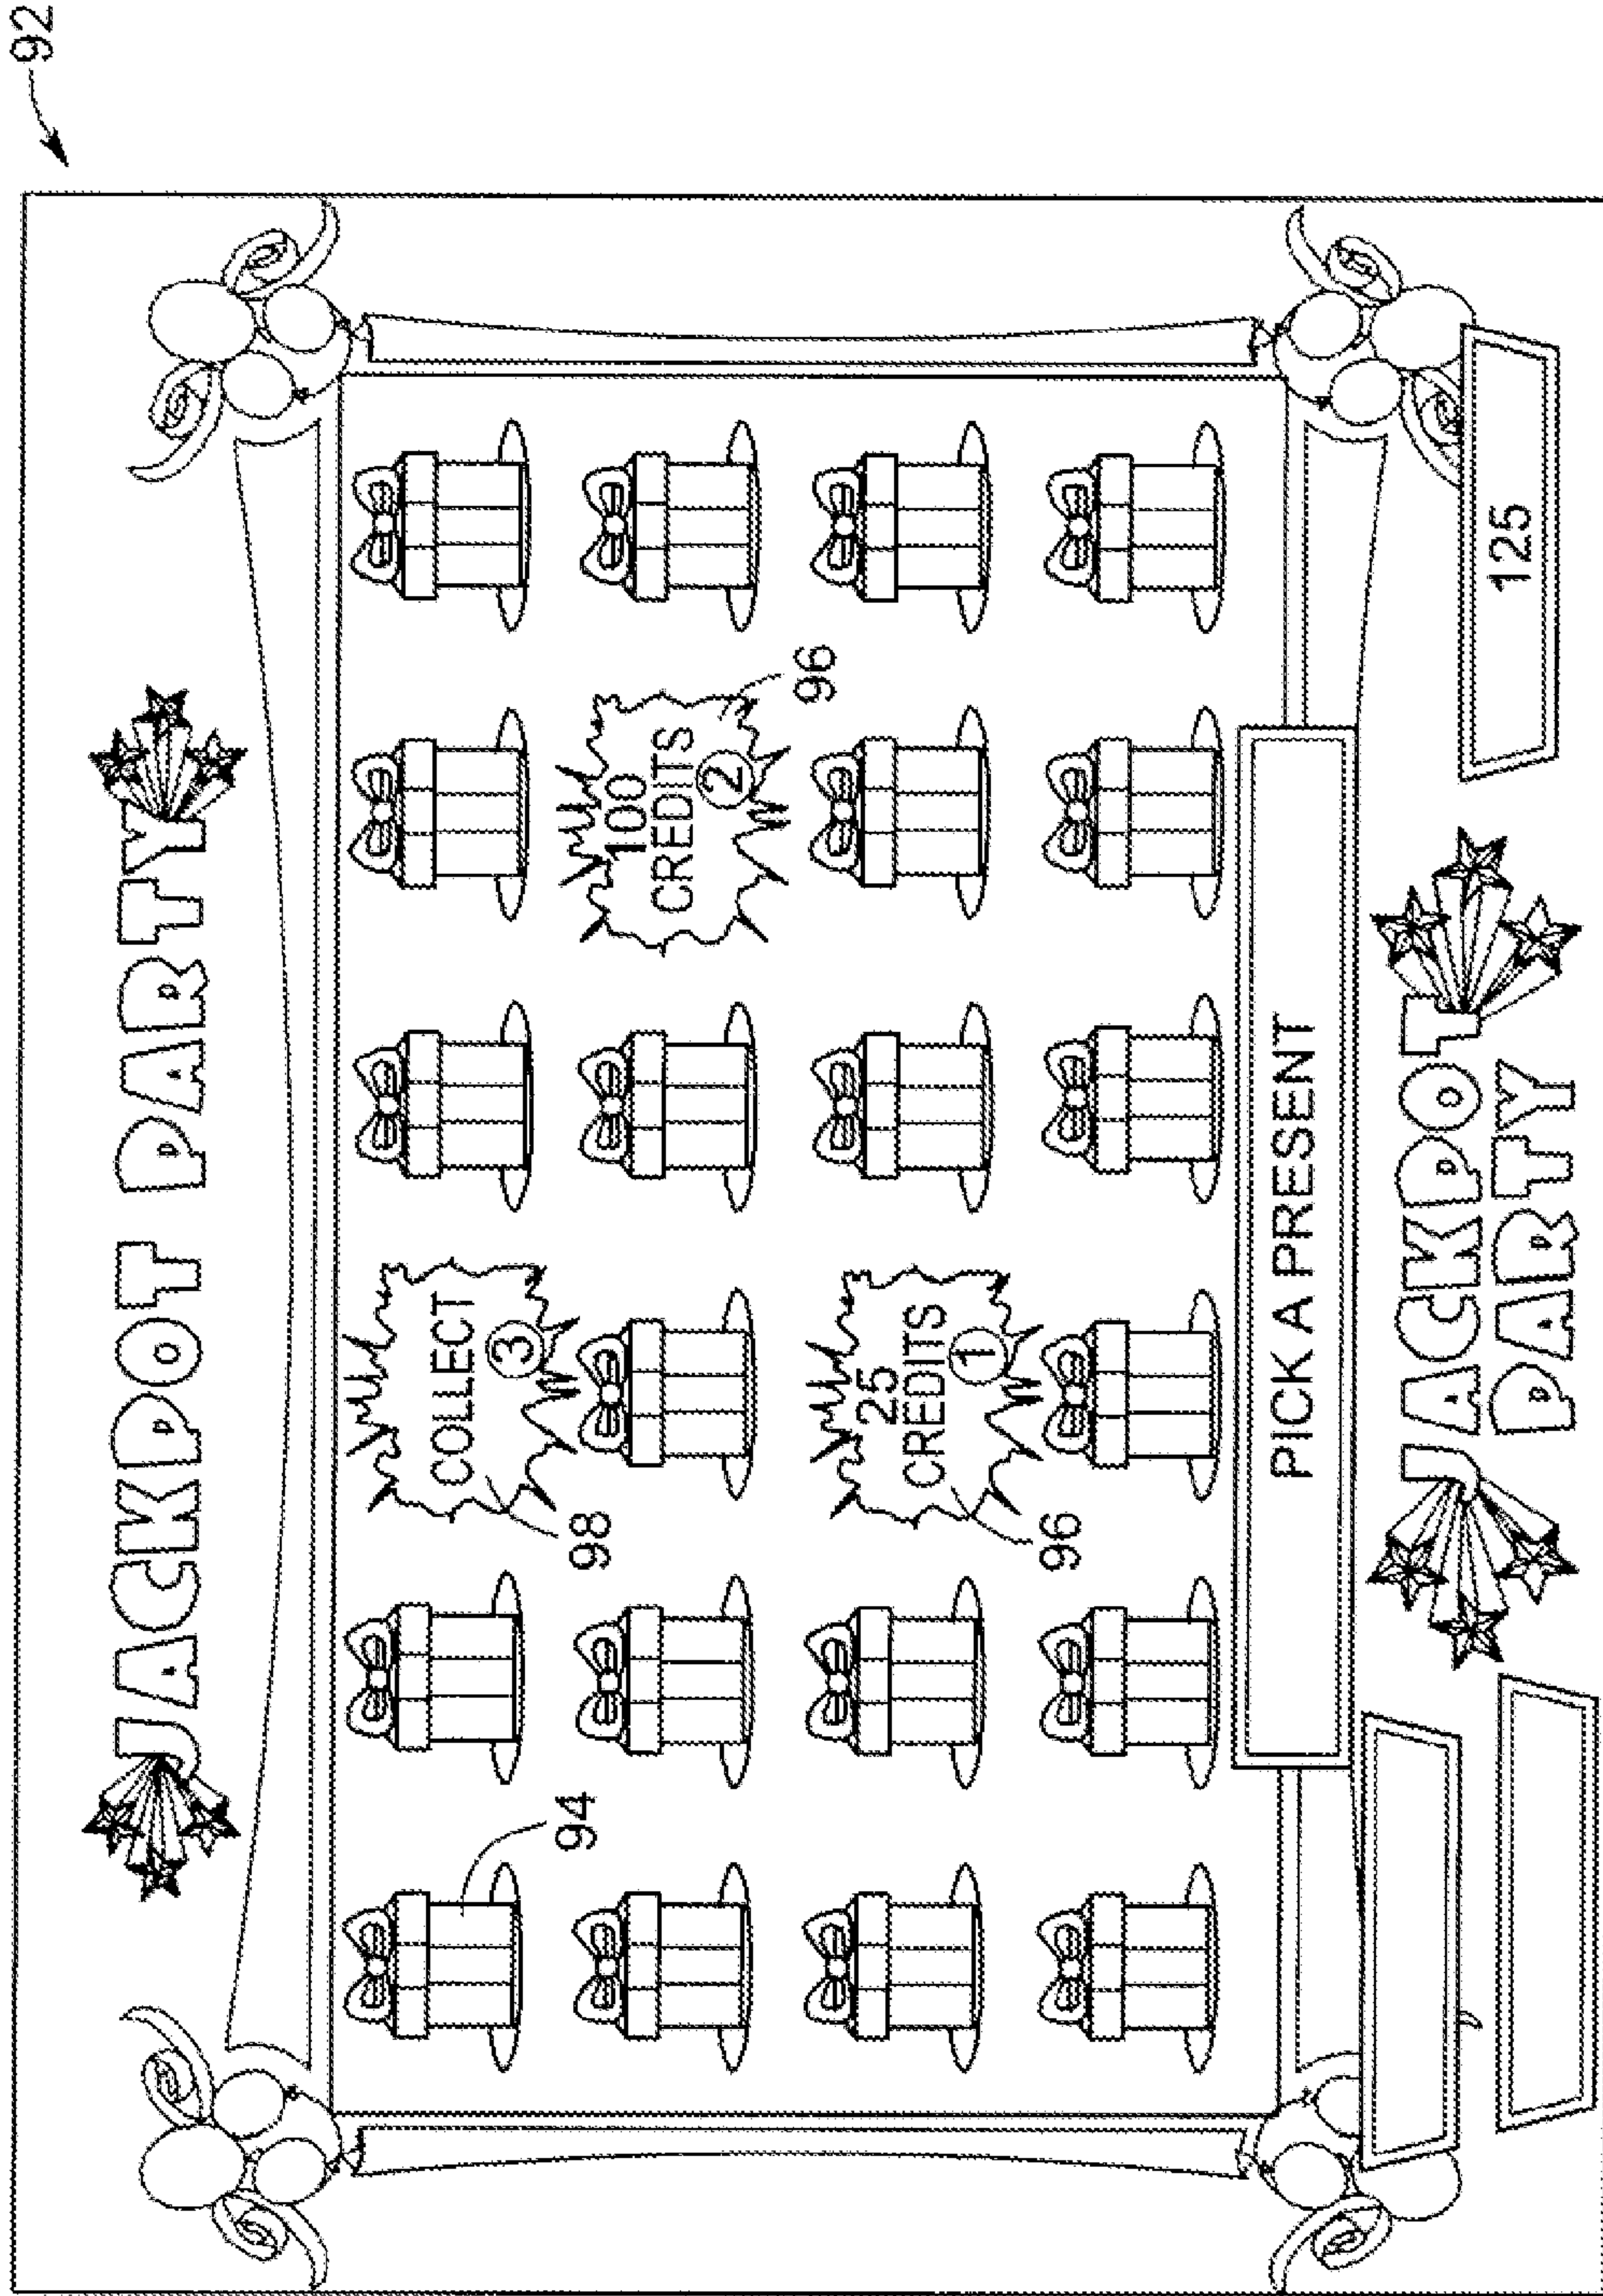 92
JACKPOT PARTY
94
COLLECT
3
98
100
CREDITS
2
96
25
CREDITS
1
96
PICK A PRESENT
JACKPOT
PARTY
125